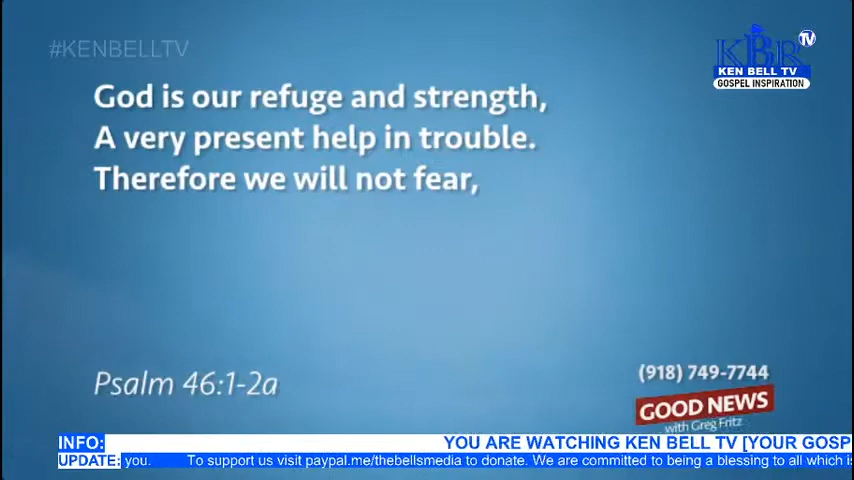 #KENBELLTV
KBR TV
KEN BELL TV
GOSPEL INSPIRATION
God is our refuge and strength,
A very present help in trouble.
Therefore we will not fear,
Psalm 46:1-2a
(918) 749-7744
GOOD NEWS
with Greg Fritz
INFO: YOU ARE WATCHING KEN BELL TV [YOUR GOSP
UPDATE: you. To support us visit paypal.me/thebellsmedia to donate. We are committed to being a blessing to all which is